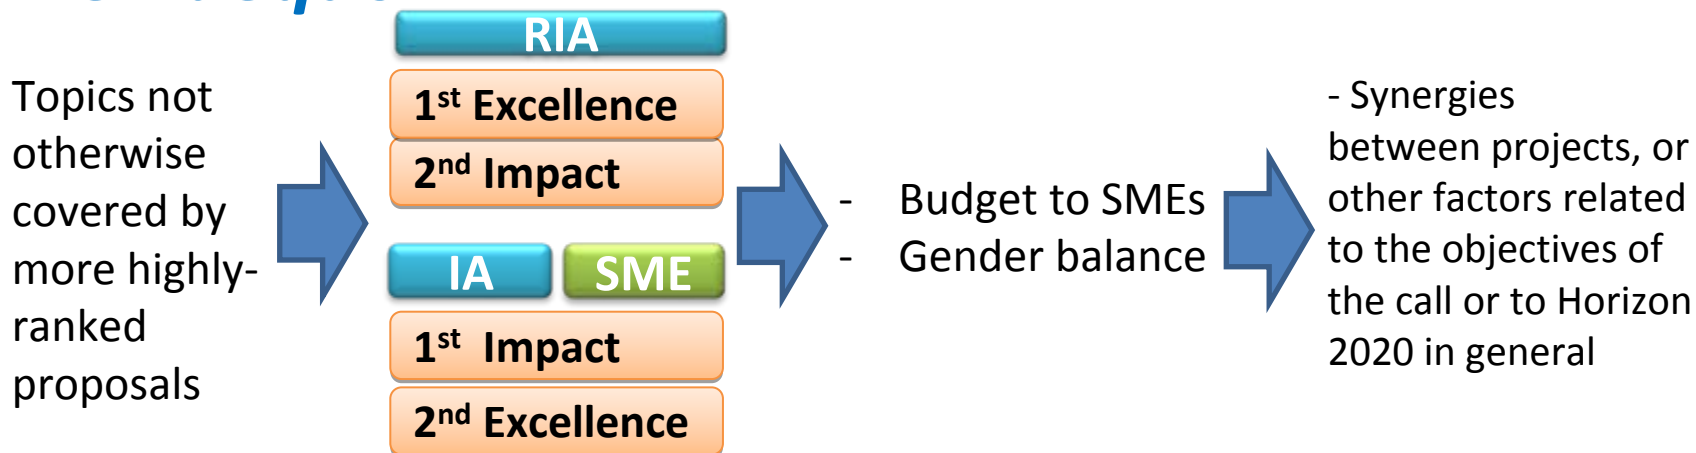 Topics not
otherwise
covered by
more highly-
ranked
proposals
RIA
1st Excellence
2nd Impact
IA SME
1st Impact
2nd Excellence
- Budget to SMEs
- Gender balance
- Synergies
between projects, or
other factors related
to the objectives of
the call or to Horizon
2020 in general